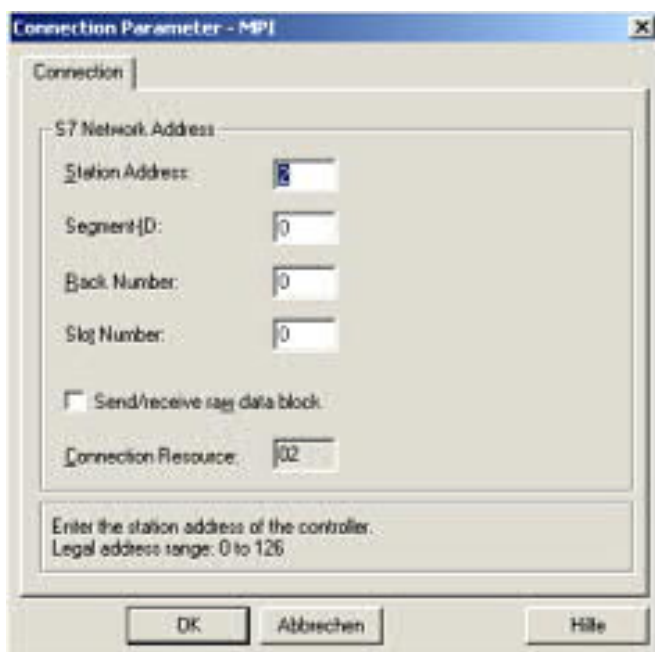 Connection Parameter - MPI
Connection
S7 Network Address
Station Address:
2
Segment-ID:
0
Rack Number:
0
Slot Number:
0
Send/receive raw data block
Connection Resource:
02
Enter the station address of the controller.
Legal address range: 0 to 126
OK
Abbrechen
Hilfe